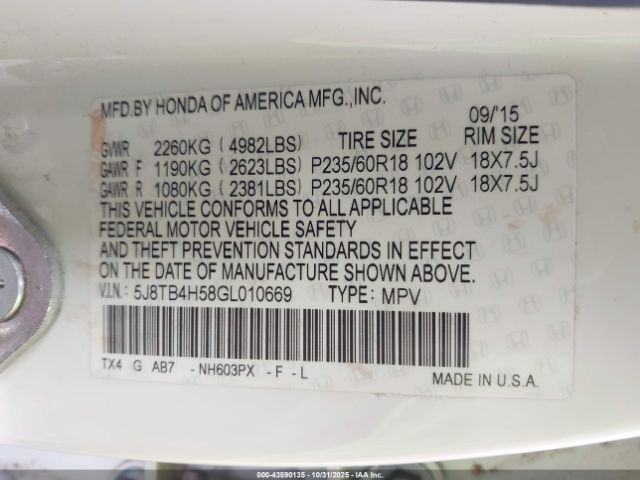 MFD.BY HONDA OF AMERICA MFG.,INC.
09/'15
GVWR 2260KG (4982LBS) TIRE SIZE RIM SIZE
GAWR F 1190KG (2623LBS) P235/60R18 102V 18X7.5J
GAWR R 1080KG (2381LBS) P235/60R18 102V 18X7.5J
THIS VEHICLE CONFORMS TO ALL APPLICABLE
FEDERAL MOTOR VEHICLE SAFETY
AND THEFT PREVENTION STANDARDS IN EFFECT
ON THE DATE OF MANUFACTURE SHOWN ABOVE.
V.I.N.: 5J8TB4H58GL010669 TYPE: MPV
TX4 G AB7 -NH603PX -F-L
MADE IN U.S.A.
000-43590135 - 10/31/2025 - IAAI.com